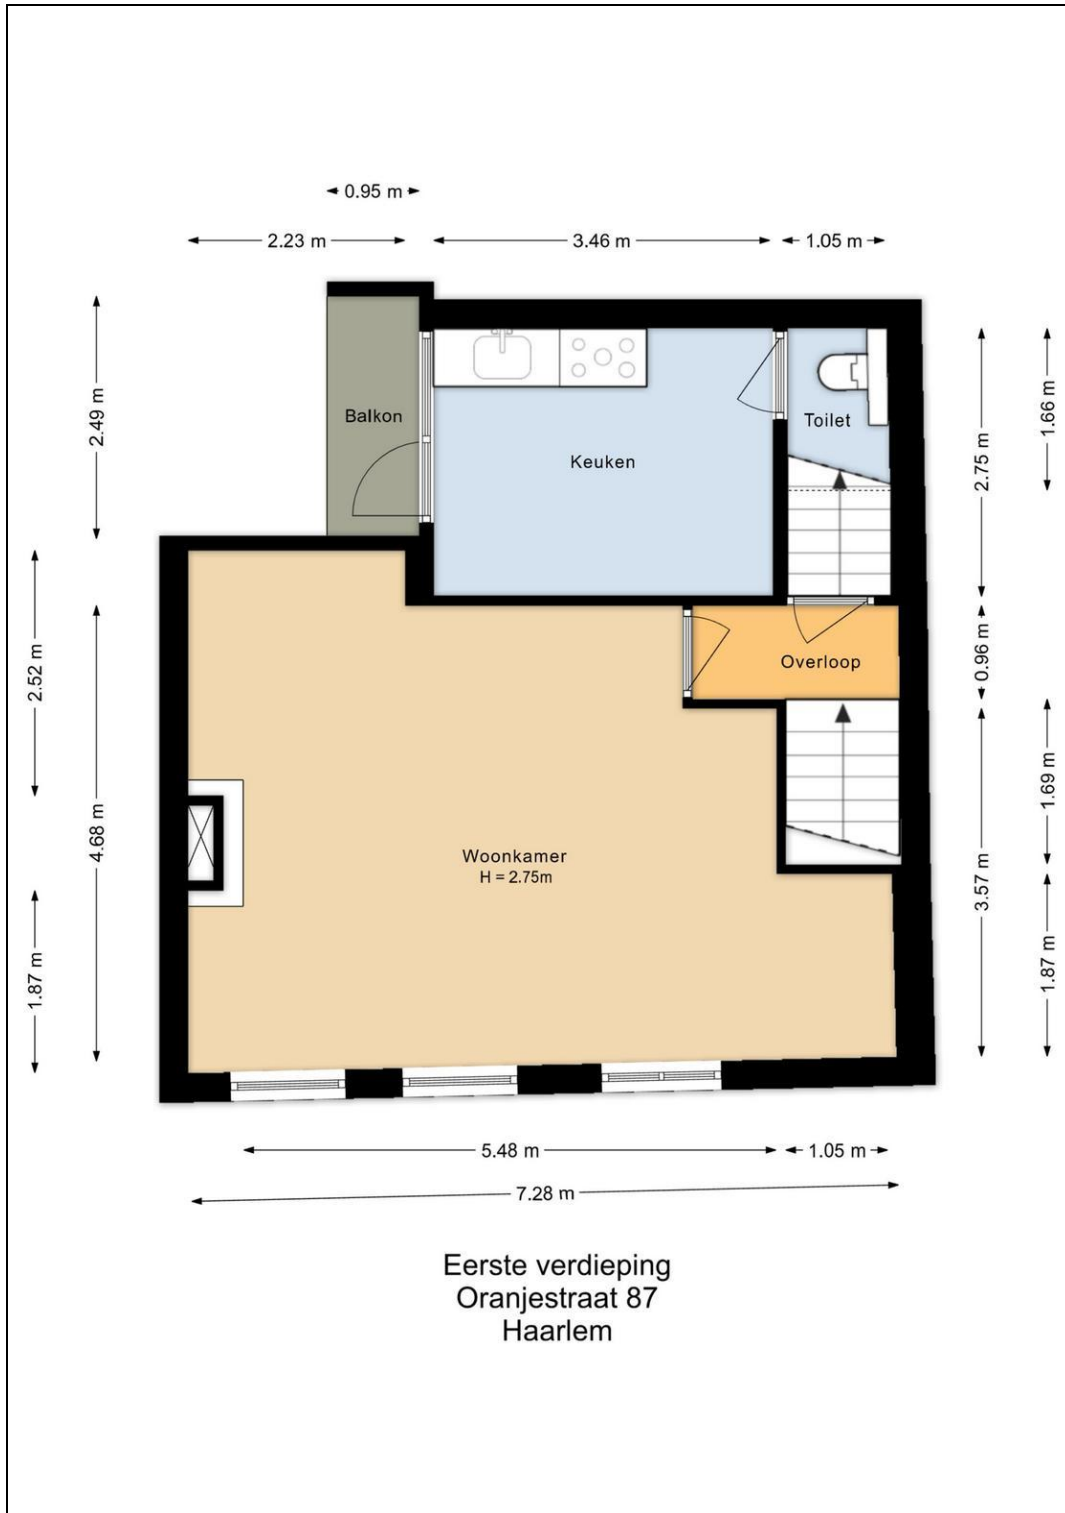 0.95 m
2.23 m
3.46 m
1.05 m
2.49 m
2.75 m
1.66 m
Balkon
Toilet
Keuken
2.52 m
4.68 m
0.96 m
Overloop
1.69 m
Woonkamer
H = 2.75m
3.57 m
1.87 m
1.87 m
5.48 m
1.05 m
7.28 m
Eerste verdieping
Oranjestraat 87
Haarlem